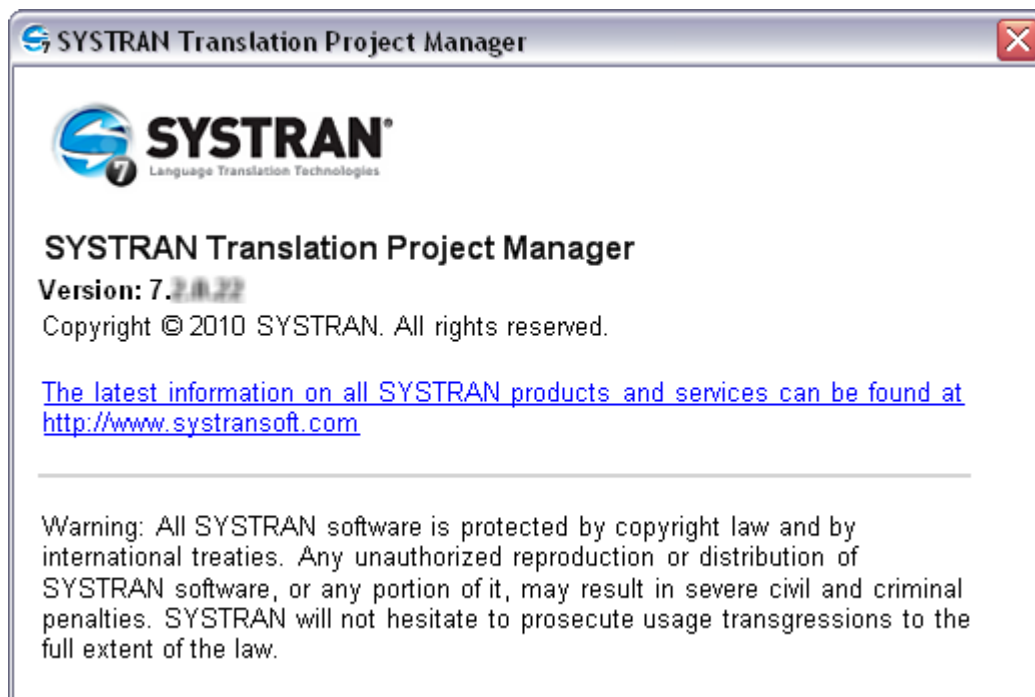 SYSTRAN Translation Project Manager
SYSTRAN®
7
Language Translation Technologies
SYSTRAN Translation Project Manager
Version: 7.
Copyright © 2010 SYSTRAN. All rights reserved.
The latest information on all SYSTRAN products and services can be found at
http://www.systransoft.com
Warning: All SYSTRAN software is protected by copyright law and by
international treaties. Any unauthorized reproduction or distribution of
SYSTRAN software, or any portion of it, may result in severe civil and criminal
penalties. SYSTRAN will not hesitate to prosecute usage transgressions to the
full extent of the law.